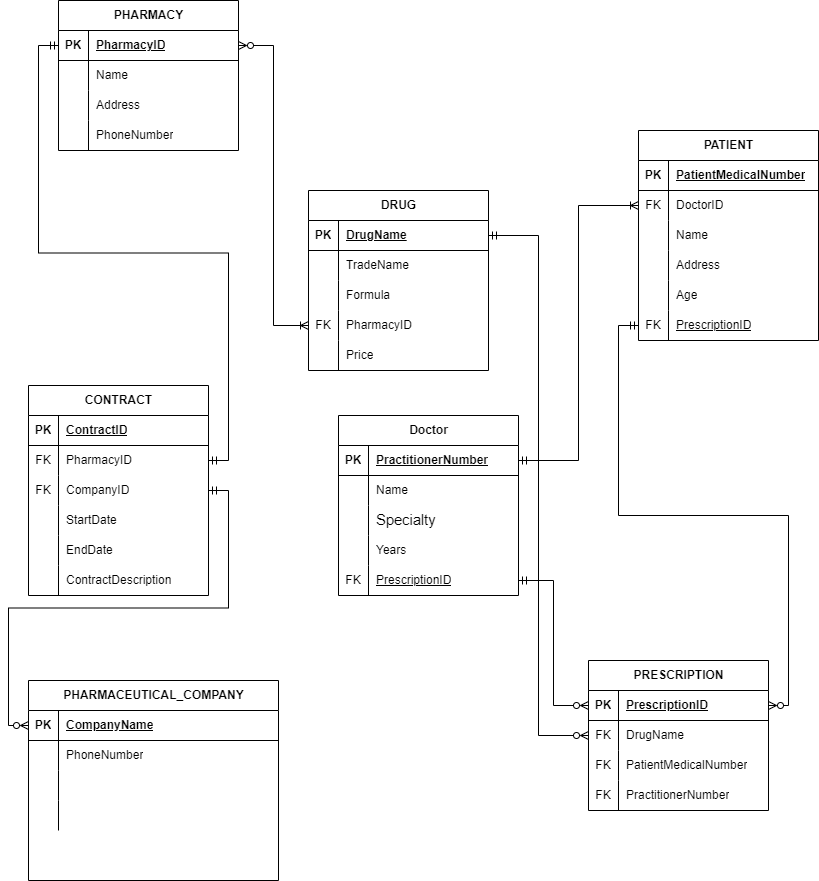 PHARMACY
PK PharmacyID
Name
Address
PhoneNumber
PATIENT
PK PatientMedicalNumber
FK DoctorID
Name
Address
Age
FK PrescriptionID
DRUG
PK DrugName
TradeName
Formula
FK PharmacyID
Price
CONTRACT
PK ContractID
FK PharmacyID
FK CompanyID
StartDate
EndDate
ContractDescription
Doctor
PK PractitionerNumber
Name
Specialty
Years
FK PrescriptionID
PRESCRIPTION
PK PrescriptionID
FK DrugName
FK PatientMedicalNumber
FK PractitionerNumber
PHARMACEUTICAL_COMPANY
PK CompanyName
PhoneNumber